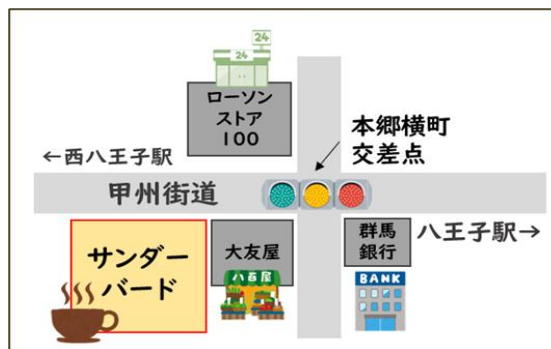 24
24
ローソン
ストア
100
本郷横町
交差点
←西八王子駅
甲州街道
サンダー
バード
大友屋
八百屋
群馬
銀行
八王子駅→
BANK